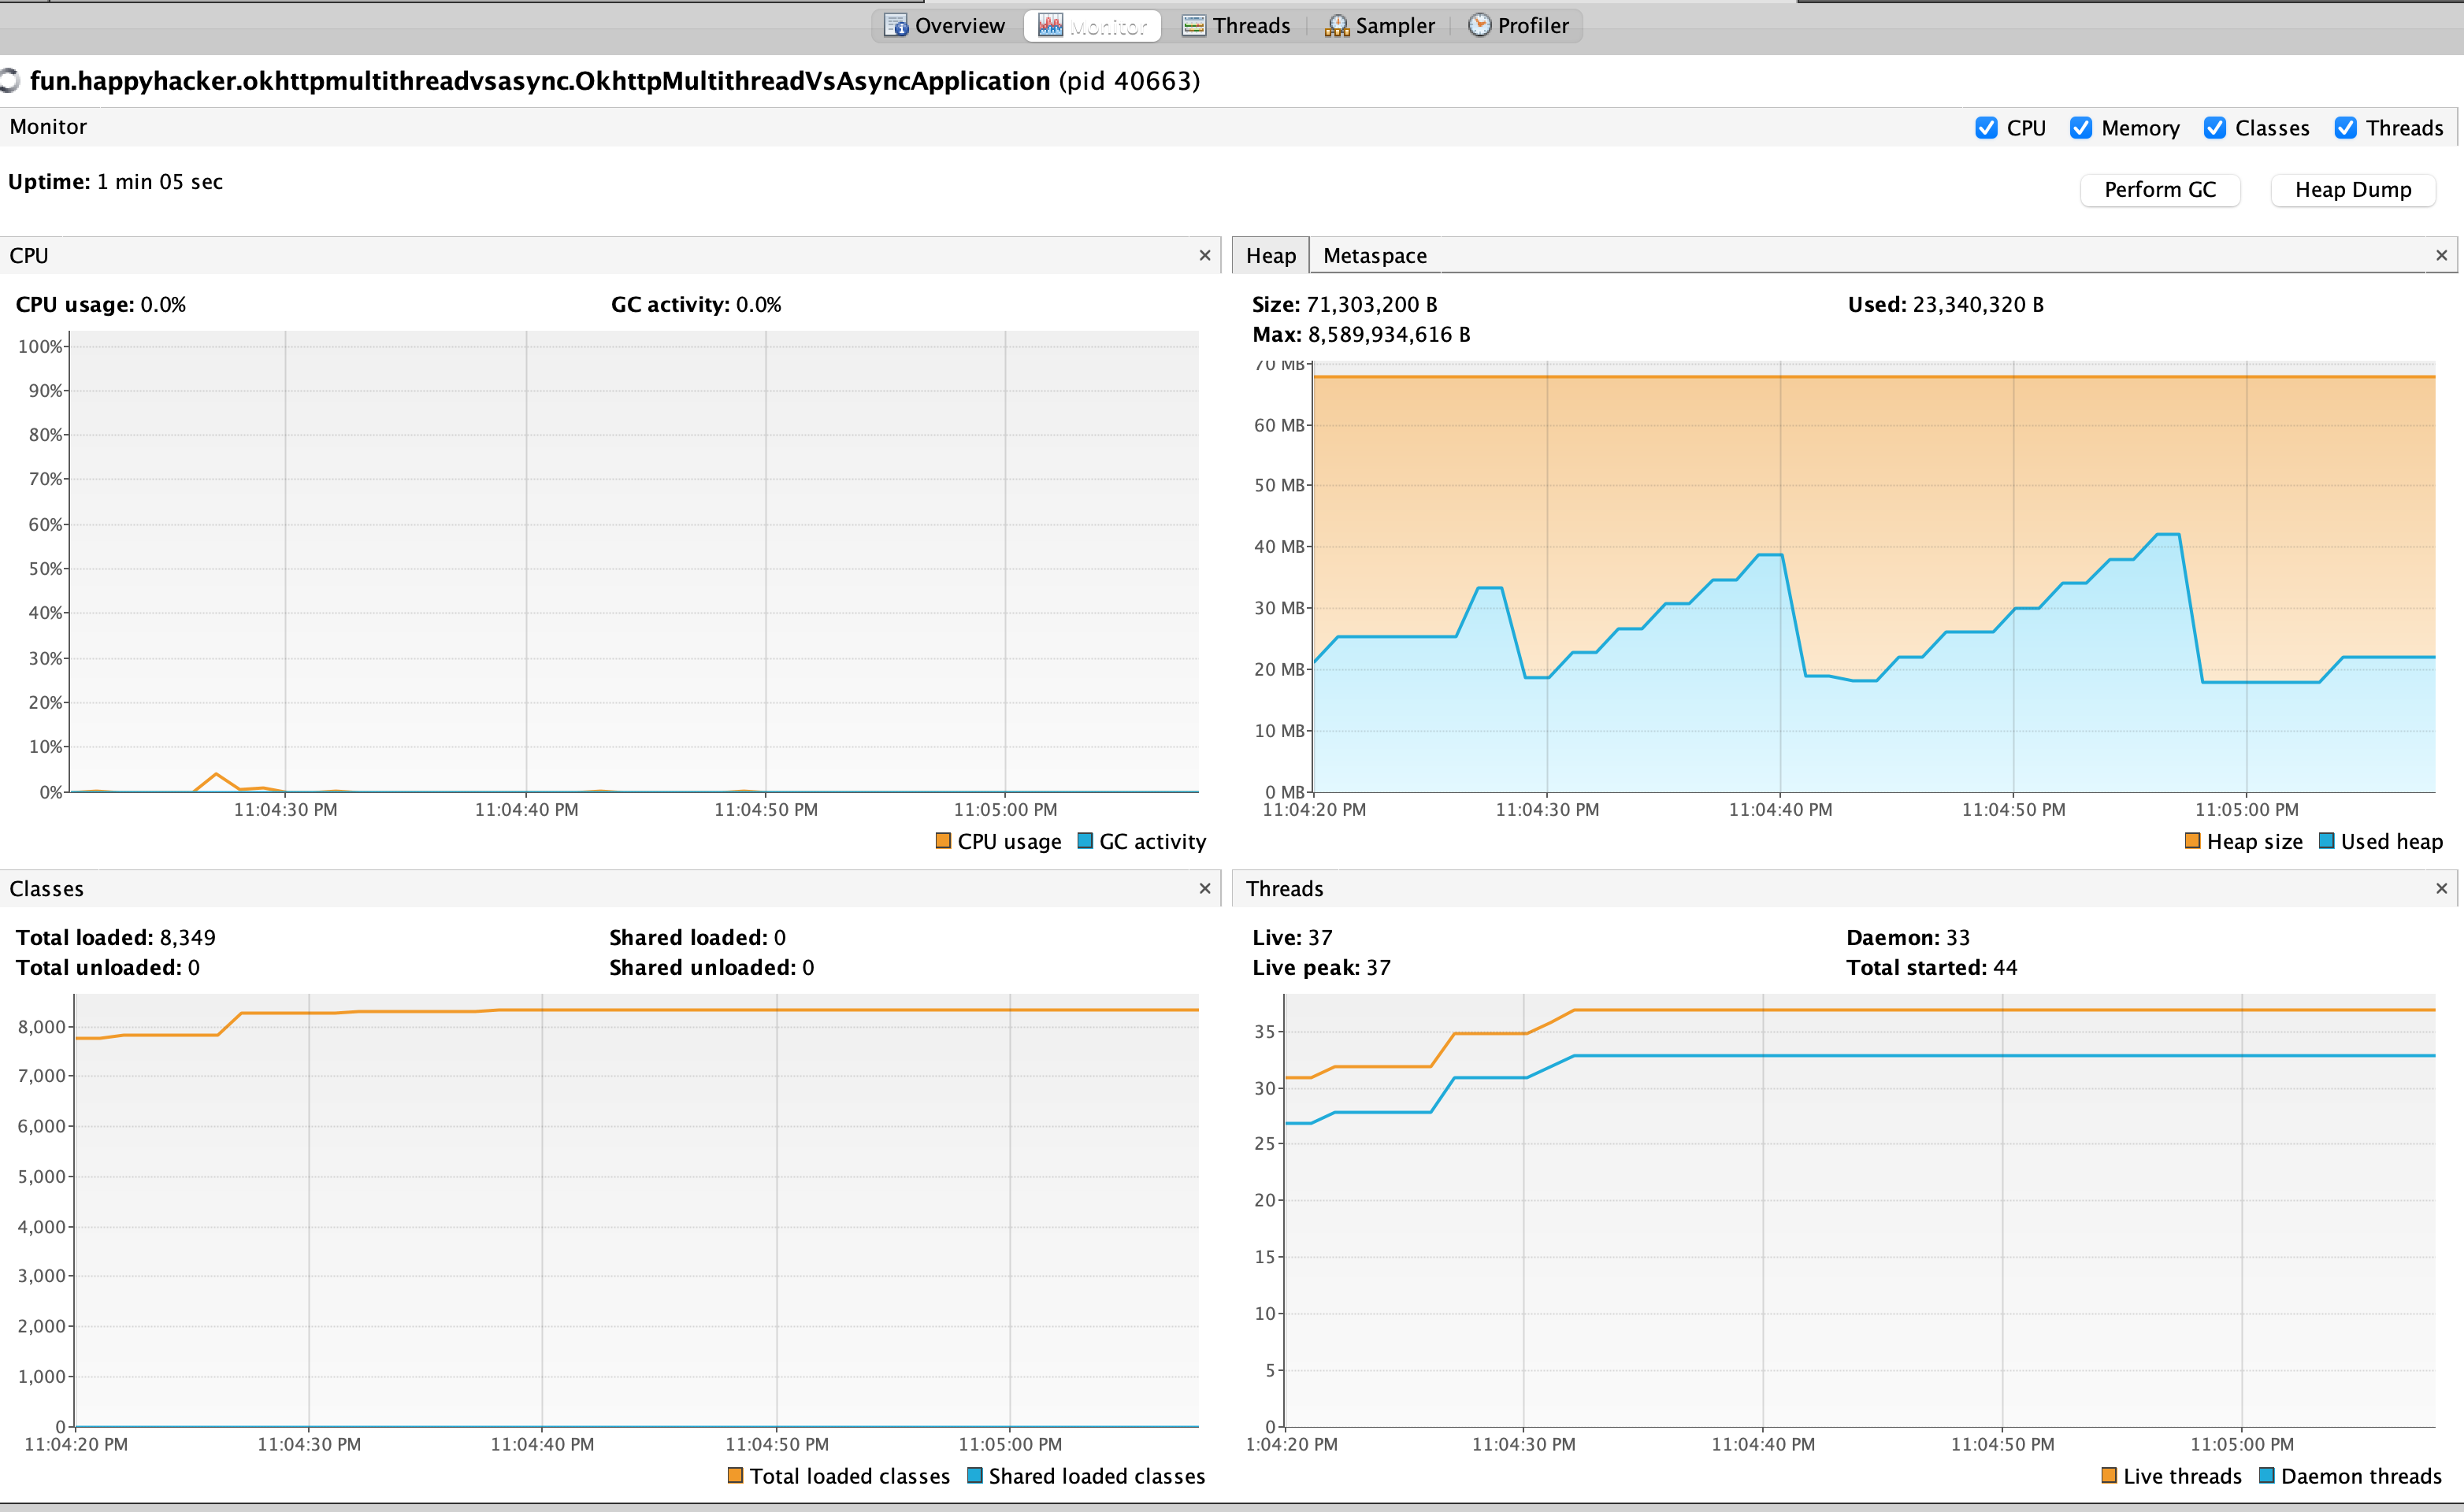 Overview Monitor Threads Sampler Profiler
fun.happyhacker.okhttpmultithreadvsasync.OkhttpMultithreadVsAsyncApplication (pid 40663)
Monitor
CPU Memory Classes Threads
Uptime: 1 min 05 sec
Perform GC Heap Dump
CPU
CPU usage: 0.0% GC activity: 0.0%
100%
90%
80%
70%
60%
50%
40%
30%
20%
10%
0%
11:04:30 PM 11:04:40 PM 11:04:50 PM 11:05:00 PM
CPU usage GC activity
Heap Metaspace
Size: 71,303,200 B Used: 23,340,320 B
Max: 8,589,934,616 B
70 MB
60 MB
50 MB
40 MB
30 MB
20 MB
10 MB
0 MB
11:04:20 PM 11:04:30 PM 11:04:40 PM 11:04:50 PM 11:05:00 PM
Heap size Used heap
Classes
Total loaded: 8,349 Shared loaded: 0
Total unloaded: 0 Shared unloaded: 0
8,000
7,000
6,000
5,000
4,000
3,000
2,000
1,000
0
11:04:20 PM 11:04:30 PM 11:04:40 PM 11:04:50 PM 11:05:00 PM
Total loaded classes Shared loaded classes
Threads
Live: 37 Daemon: 33
Live peak: 37 Total started: 44
35
30
25
20
15
10
5
0
1:04:20 PM 11:04:30 PM 11:04:40 PM 11:04:50 PM 11:05:00 PM
Live threads Daemon threads